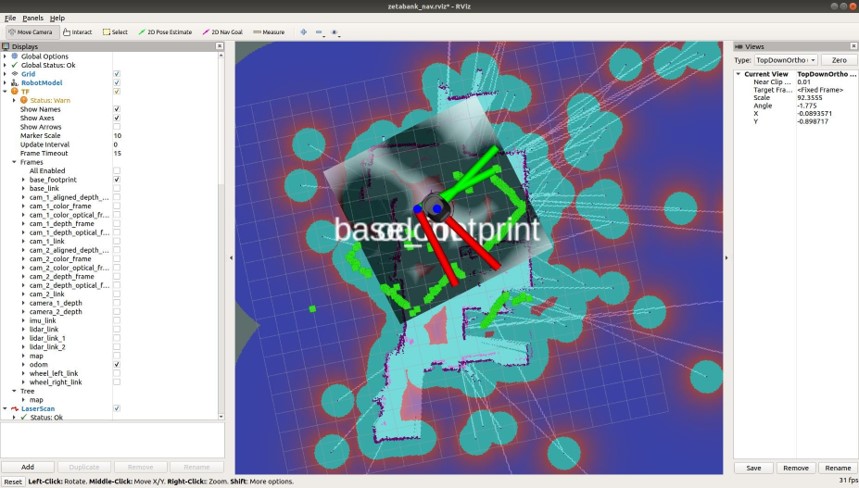 zetabank_nav.rviz* - RViz
File Panels Help
Move Camera Interact Select 2D Pose Estimate 2D Nav Goal Measure
Displays
Global Options
Global Status: Ok
Grid
RobotModel
TF
Status: Warn
Show Names
Show Axes
Show Arrows
Marker Scale 10
Update Interval 0
Frame Timeout 15
Frames
All Enabled
base_footprint
base_link
cam_1_aligned_depth_...
cam_1_color_frame
cam_1_color_optical_fr...
cam_1_depth_frame
cam_1_depth_optical_f...
cam_1_link
cam_2_aligned_depth_...
cam_2_color_frame
cam_2_color_optical_fr...
cam_2_depth_frame
cam_2_depth_optical_f...
cam_2_link
camera_1_depth
camera_2_depth
imu_link
lidar_link
lidar_link_1
lidar_link_2
map
odom
wheel_left_link
wheel_right_link
Tree
map
LaserScan
Status: Ok
Add Duplicate Remove Rename
Reset Left-Click: Rotate. Middle-Click: Move X/Y. Right-Click:: Zoom. Shift: More options.
Views
Type: TopDownOrtho Zero
Current View TopDownOrtho ...
Near Clip ... 0.01
Target Fra... <Fixed Frame>
Scale 92.3555
Angle -1.775
X -0.0893571
Y -0.898717
Save Remove Rename
31 fps